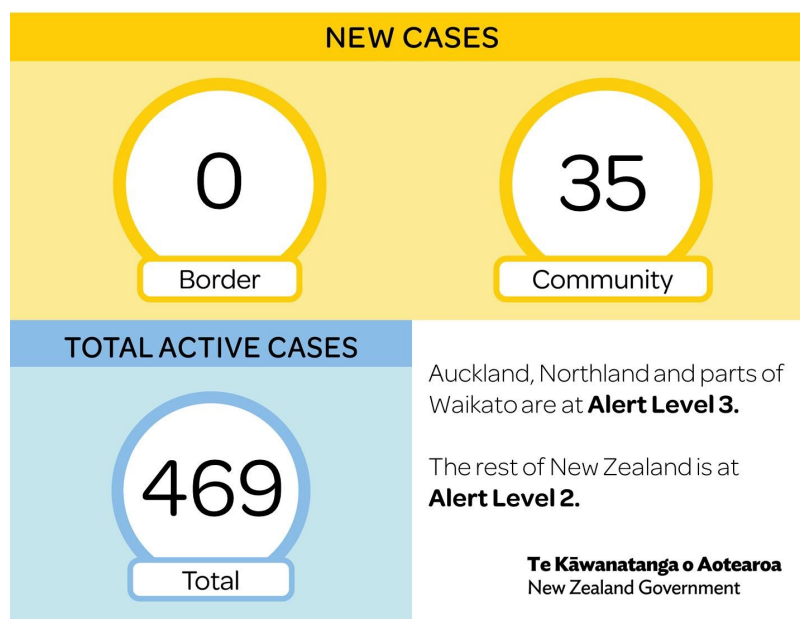 NEW CASES
0
Border
35
Community
TOTAL ACTIVE CASES
469
Total
Auckland, Northland and parts of
Waikato are at Alert Level 3.
The rest of New Zealand is at
Alert Level 2.
Te Kāwanatanga o Aotearoa
New Zealand Government